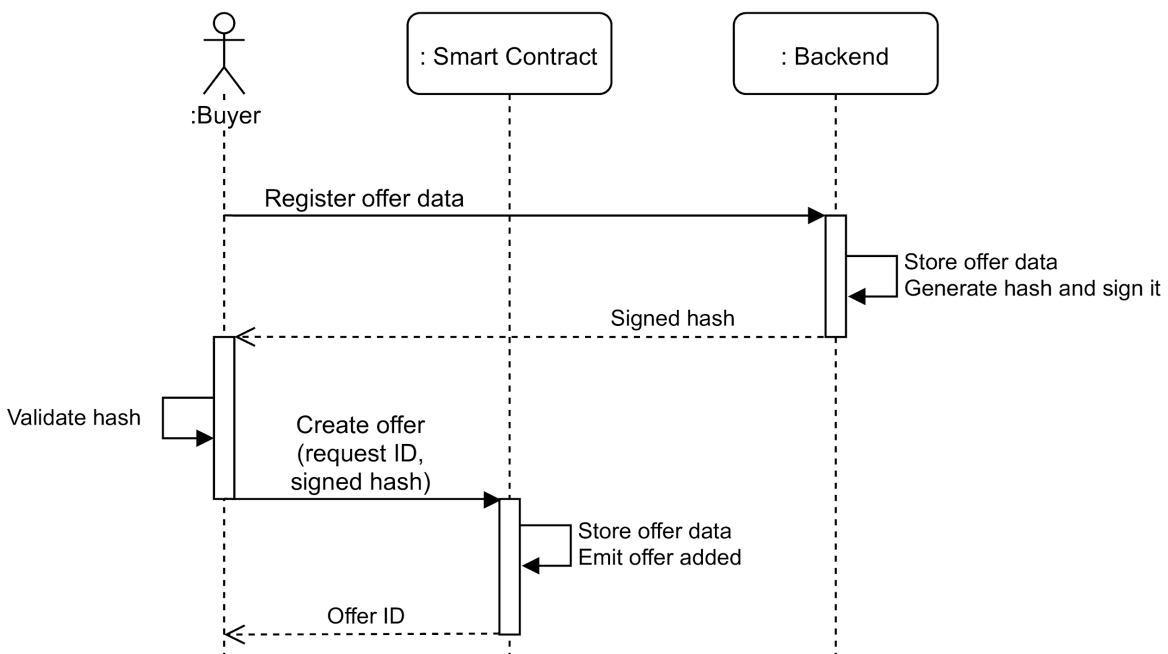 : Smart Contract
: Backend
:Buyer
Register offer data
Store offer data
Generate hash and sign it
Signed hash
Validate hash
Create offer
(request ID,
signed hash)
Store offer data
Emit offer added
Offer ID